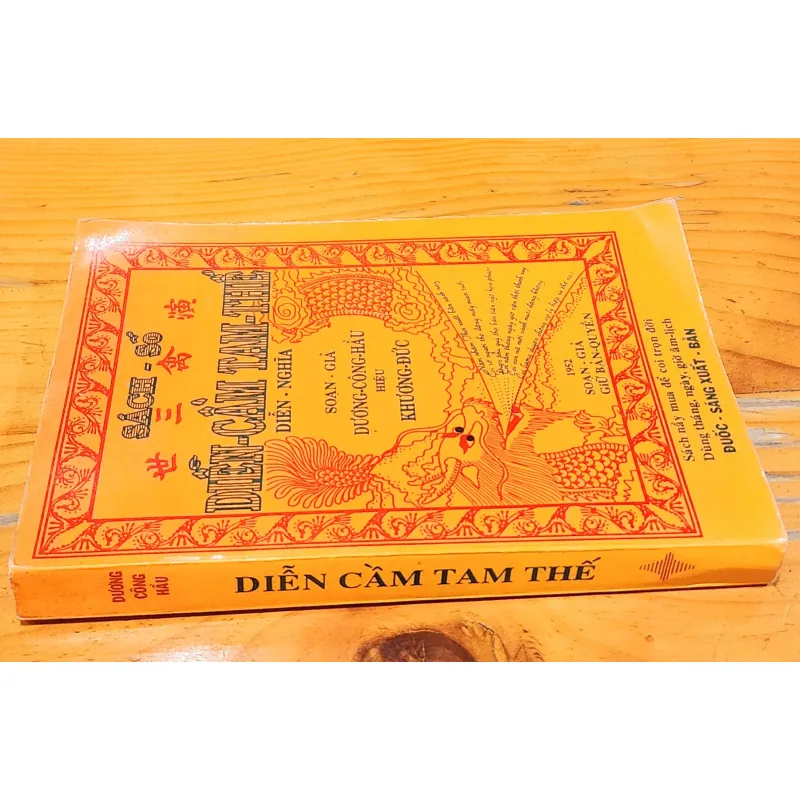 SÁCH - SỐ
世三禽演
DIỄN-CẦM TAM-THẾ
DIỄN - NGHĨA
SOẠN - GIẢ
DƯƠNG-CÔNG-HẦU
HIỆU
KHƯƠNG-ĐỨC
1952
SOẠN - GIẢ
GIỮ BẢN-QUYỀN
Sách nầy mua để coi trọn đời
Dùng tháng, ngày, giờ âm-lịch
ĐUỐC - SÁNG XUẤT - BẢN
DƯƠNG
CÔNG
HẦU
DIỄN CẦM TAM THẾ